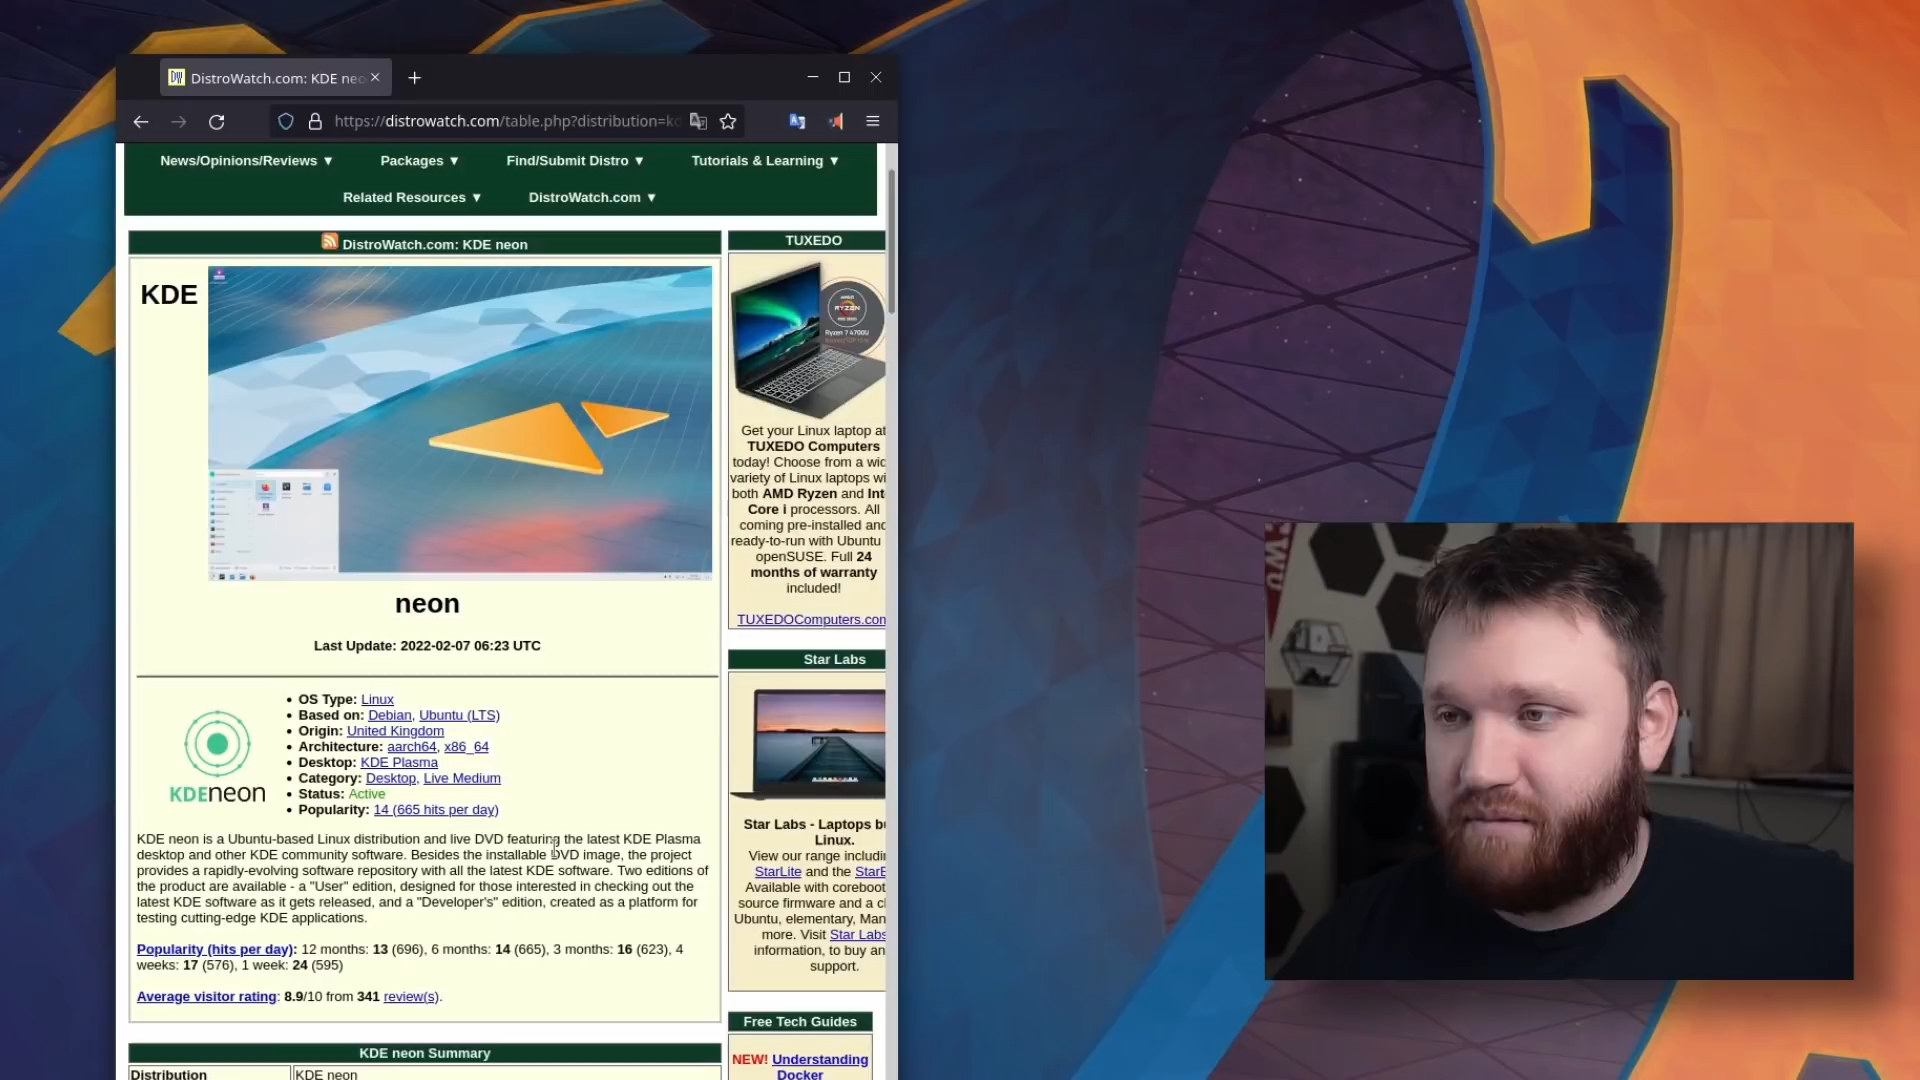 DistroWatch.com: KDE neo
https://distrowatch.com/table.php?distribution=kd
News/Opinions/Reviews ▼ Packages ▼ Find/Submit Distro ▼ Tutorials & Learning ▼
Related Resources ▼ DistroWatch.com ▼
DistroWatch.com: KDE neon
KDE
neon
Last Update: 2022-02-07 06:23 UTC
KDEneon
• OS Type: Linux
• Based on: Debian, Ubuntu (LTS)
• Origin: United Kingdom
• Architecture: aarch64, x86_64
• Desktop: KDE Plasma
• Category: Desktop, Live Medium
• Status: Active
• Popularity: 14 (665 hits per day)
KDE neon is a Ubuntu-based Linux distribution and live DVD featuring the latest KDE Plasma
desktop and other KDE community software. Besides the installable DVD image, the project
provides a rapidly-evolving software repository with all the latest KDE software. Two editions of
the product are available - a "User" edition, designed for those interested in checking out the
latest KDE software as it gets released, and a "Developer's" edition, created as a platform for
testing cutting-edge KDE applications.
Popularity (hits per day): 12 months: 13 (696), 6 months: 14 (665), 3 months: 16 (623), 4
weeks: 17 (576), 1 week: 24 (595)
Average visitor rating: 8.9/10 from 341 review(s).
KDE neon Summary
Distribution KDE neon
TUXEDO
AMD
RYZEN
Ryzen 7 4700U
Get your Linux laptop at
TUXEDO Computers
today! Choose from a wid
variety of Linux laptops wi
both AMD Ryzen and Int
Core i processors. All
coming pre-installed and
ready-to-run with Ubuntu
openSUSE. Full 24
months of warranty
included!
TUXEDOComputers.con
Star Labs
Star Labs - Laptops bu
Linux.
View our range includi
StarLite and the StarB
Available with coreboot
source firmware and a ch
Ubuntu, elementary, Man
more. Visit Star Labs
information, to buy an
support.
Free Tech Guides
NEW! Understanding
Docker